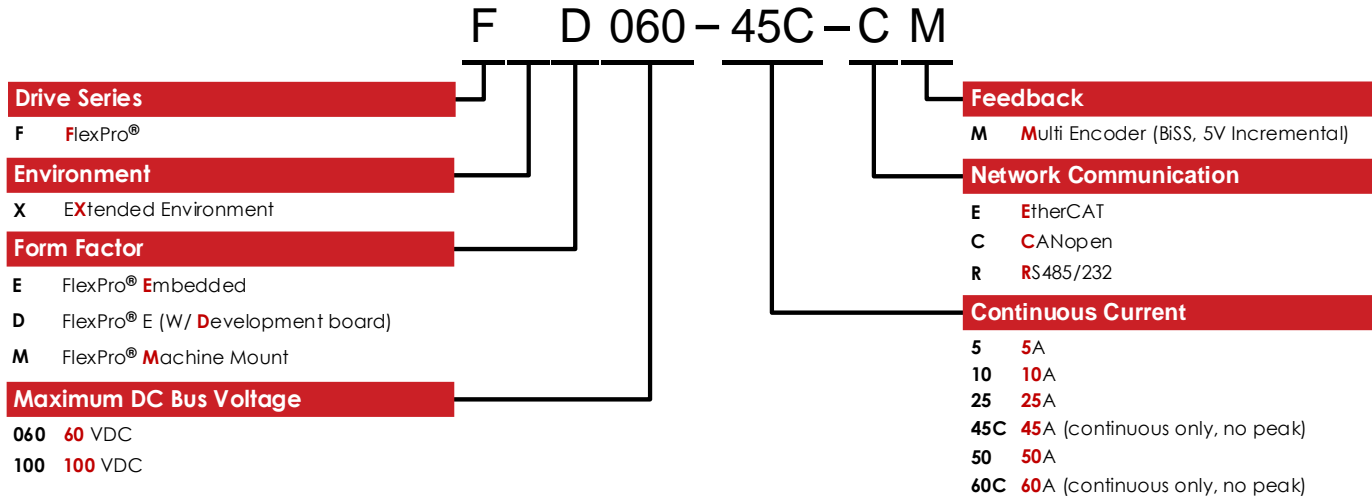 F D 060 – 45C – C M
Drive Series
F FlexPro®
Environment
X EXtended Environment
Form Factor
E FlexPro® Embedded
D FlexPro® E (W/ Development board)
M FlexPro® Machine Mount
Maximum DC Bus Voltage
060 60 VDC
100 100 VDC
Feedback
M Multi Encoder (BiSS, 5V Incremental)
Network Communication
E EtherCAT
C CANopen
R RS485/232
Continuous Current
5 5A
10 10A
25 25A
45C 45A (continuous only, no peak)
50 50A
60C 60A (continuous only, no peak)